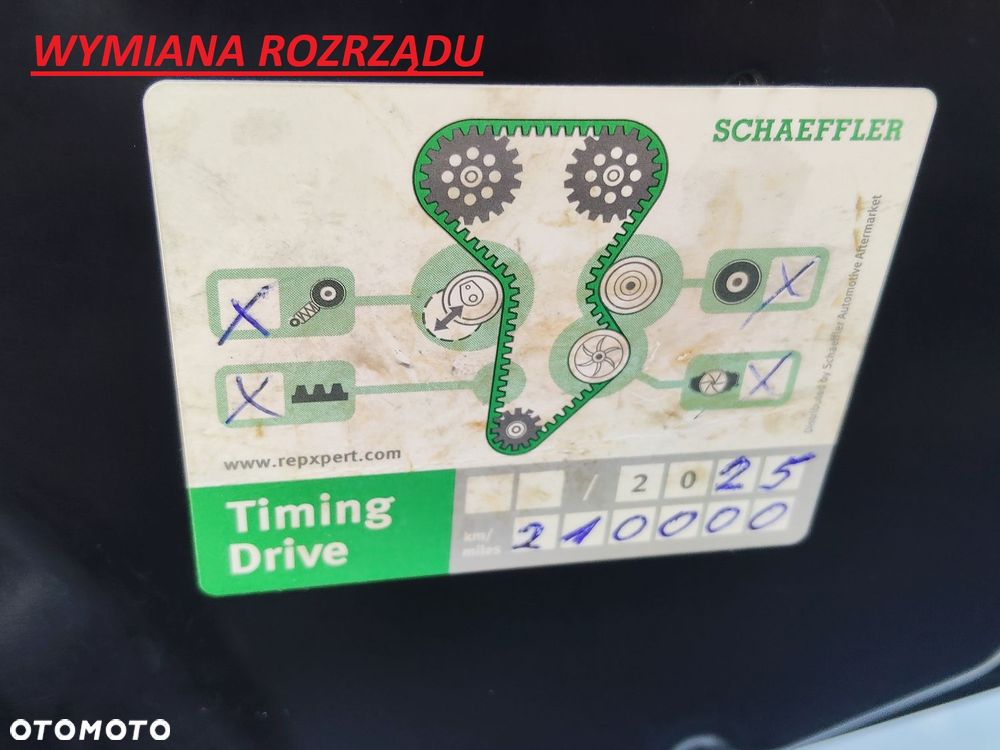 WYMIANA ROZRZĄDU
SCHAEFFLER
X
X
X
X
Distributed by Schaeffler Automotive Aftermarket
www.repxpert.com
Timing
Drive
/ 2025
km/
miles
210000
OTOMOTO